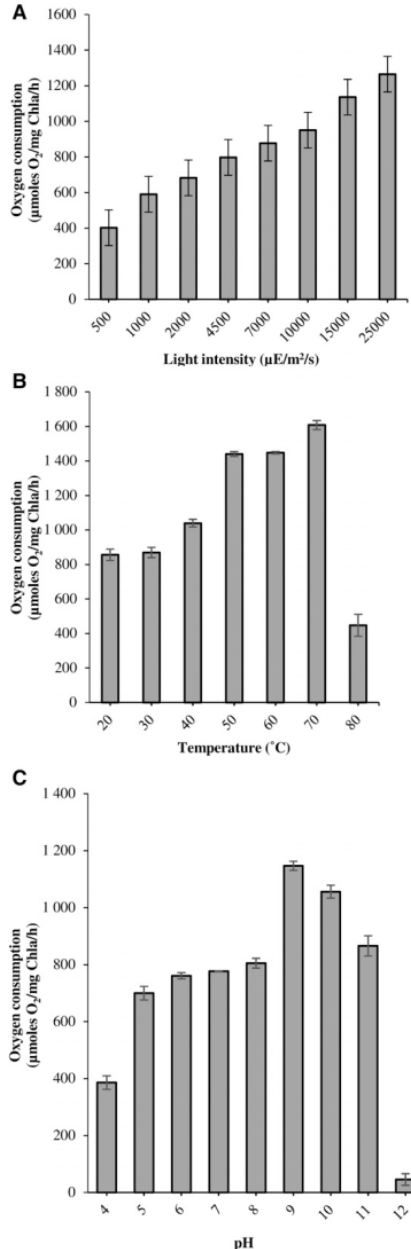 A
Oxygen consumption
(µmoles O2/mg Chla/h)
1600
1400
1200
1000
800
600
400
200
0
500 1000 2000 4500 7000 10000 15000 25000
Light intensity (µE/m²/s)
B
Oxygen consumption
(µmoles O2/mg Chla/h)
1 800
1 600
1 400
1 200
1 000
800
600
400
200
0
20 30 40 50 60 70 80
Temperature (˚C)
C
Oxygen consumption
(µmoles O2/mg Chla/h)
1 400
1 200
1 000
800
600
400
200
0
4 5 6 7 8 9 10 11 12
pH